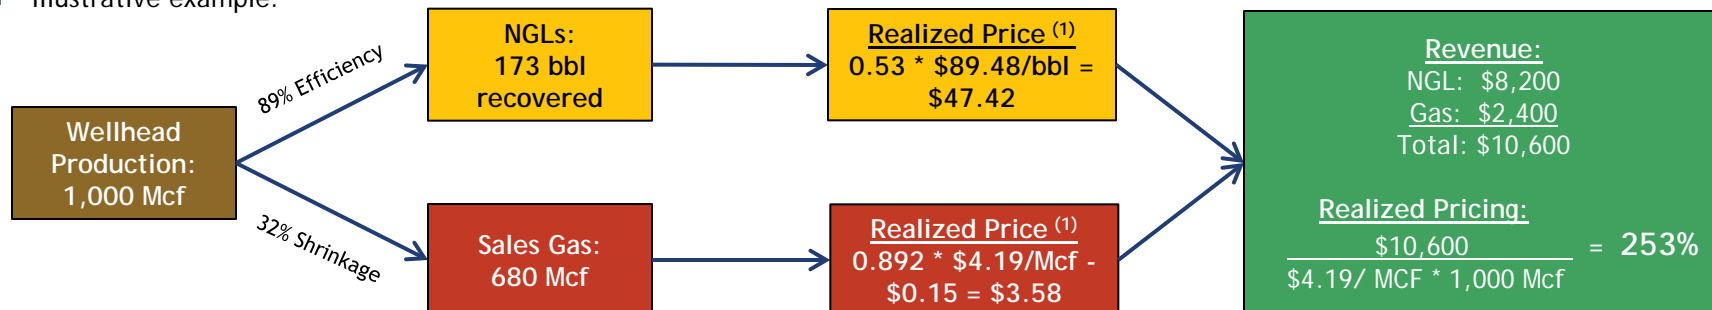 Illustrative example:
Wellhead
Production:
1,000 Mcf
89% Efficiency
32% Shrinkage
NGLs:
173 bbl
recovered
Sales Gas:
680 Mcf
Realized Price (1)
0.53 * $89.48/bbl =
$47.42
Realized Price (1)
0.892 * $4.19/Mcf -
$0.15 = $3.58
Revenue:
NGL: $8,200
Gas: $2,400
Total: $10,600
Realized Pricing:
$10,600
= 253%
$4.19/ MCF * 1,000 Mcf